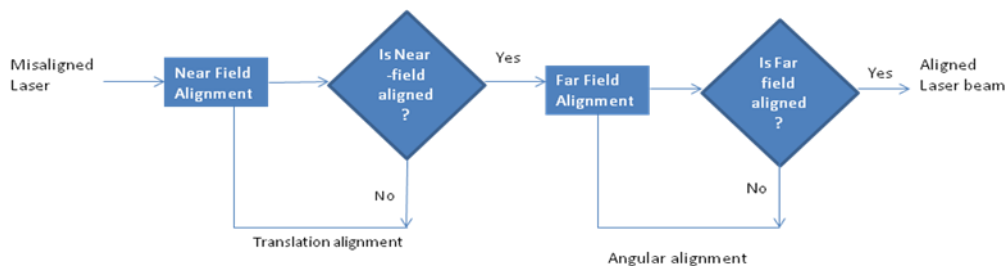 Misaligned
Laser
Near Field
Alignment
Is Near
-field
aligned
?
Yes
No
Translation alignment
Far Field
Alignment
Is Far
field
aligned
?
Yes
No
Angular alignment
Aligned
Laser beam